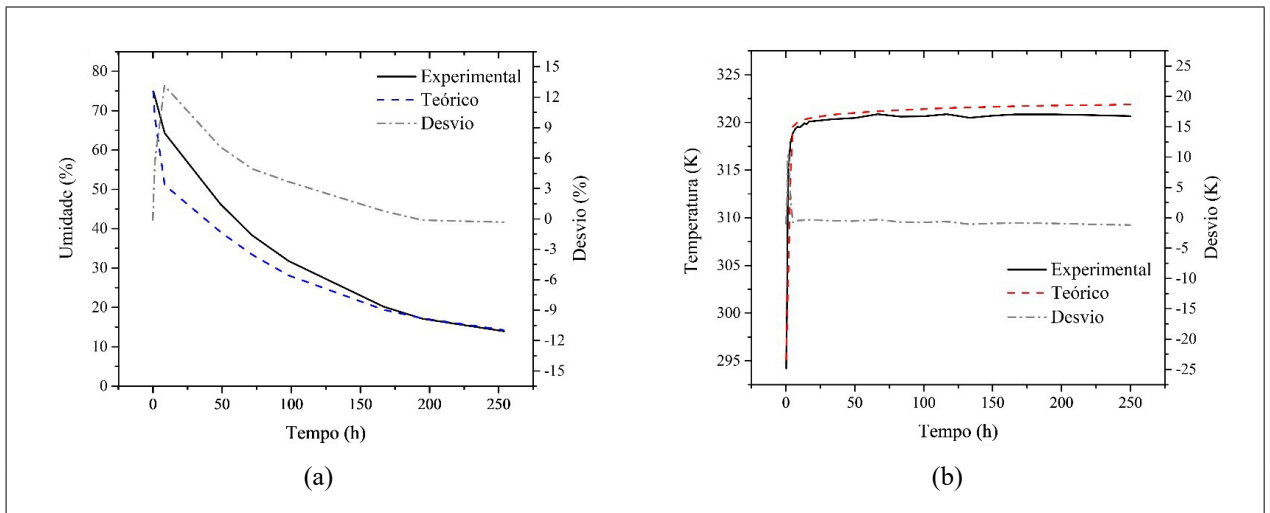 Experimental
Teórico
Desvio
80
70
60
50
40
30
20
10
0
Umidade (%)
15
12
9
6
3
0
-3
-6
-9
-11
-15
Desvio (%)
0 50 100 150 200 250
Tempo (h)
(a)
325
320
315
310
305
300
295
Temperatura (K)
25
20
15
10
5
0
-5
-10
-15
-20
-25
Desvio (K)
Experimental
Teórico
Desvio
0 50 100 150 200 250
Tempo (h)
(b)